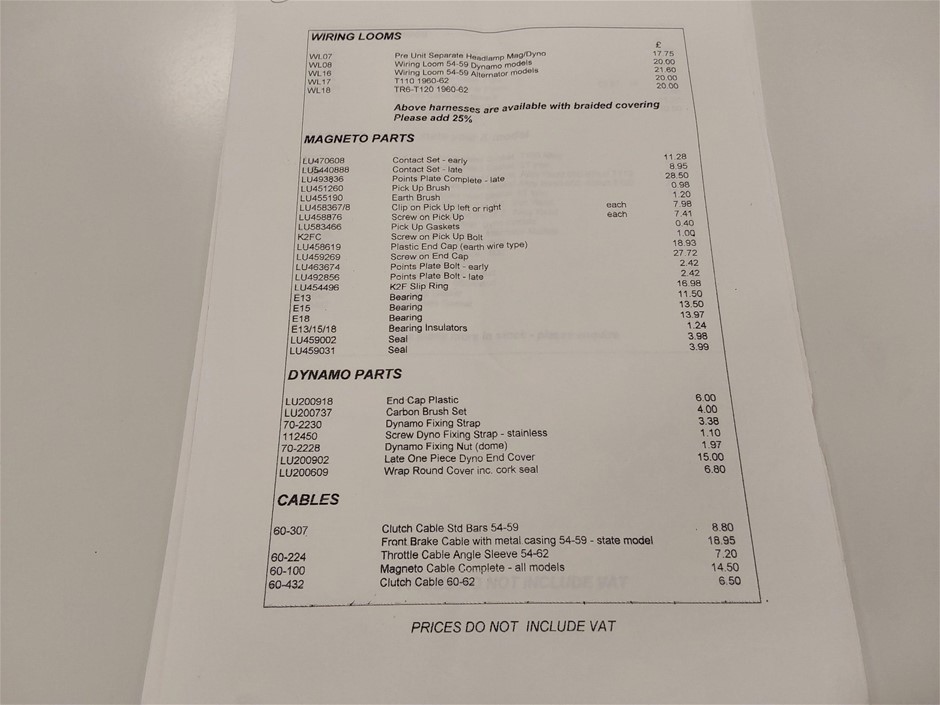 WIRING LOOMS
£
WL07 Pre Unit Separate Headlamp Mag/Dyno 17.75
WL08 Wiring Loom 54-59 Dynamo models 20.00
WL16 Wiring Loom 54-59 Alternator models 21.60
WL17 T110 1960-62 20.00
WL18 TR6-T120 1960-62 20.00
Above harnesses are available with braided covering
Please add 25%
MAGNETO PARTS
LU470608 Contact Set - early 11.28
LU5440888 Contact Set - late 8.95
LU493836 Points Plate Complete - late 28.50
LU451260 Pick Up Brush 0.98
LU455190 Earth Brush 1.20
LU458367/8 Clip on Pick Up left or right each 7.98
LU458876 Screw on Pick Up each 7.41
LU583466 Pick Up Gaskets 0.40
K2FC Screw on Pick Up Bolt 1.00
LU458619 Plastic End Cap (earth wire type) 18.93
LU459269 Screw on End Cap 27.72
LU463674 Points Plate Bolt - early 2.42
LU492856 Points Plate Bolt - late 2.42
LU454496 K2F Slip Ring 16.98
E13 Bearing 11.50
E15 Bearing 13.50
E18 Bearing 13.97
E13/15/18 Bearing Insulators 1.24
LU459002 Seal 3.98
LU459031 Seal 3.99
DYNAMO PARTS
LU200918 End Cap Plastic 6.00
LU200737 Carbon Brush Set 4.00
70-2230 Dynamo Fixing Strap 3.38
112450 Screw Dyno Fixing Strap - stainless 1.10
70-2228 Dynamo Fixing Nut (dome) 1.97
LU200902 Late One Piece Dyno End Cover 15.00
LU200609 Wrap Round Cover inc. cork seal 6.80
CABLES
60-307 Clutch Cable Std Bars 54-59 8.80
Front Brake Cable with metal casing 54-59 - state model 18.95
60-224 Throttle Cable Angle Sleeve 54-62 7.20
60-100 Magneto Cable Complete - all models 14.50
60-432 Clutch Cable 60-62 6.50
PRICES DO NOT INCLUDE VAT